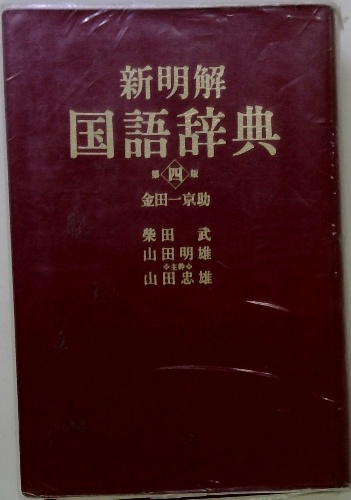 新明解
国語辞典
第四版
金田一京助
柴田 武
山田明雄
❖主幹❖
山田忠雄